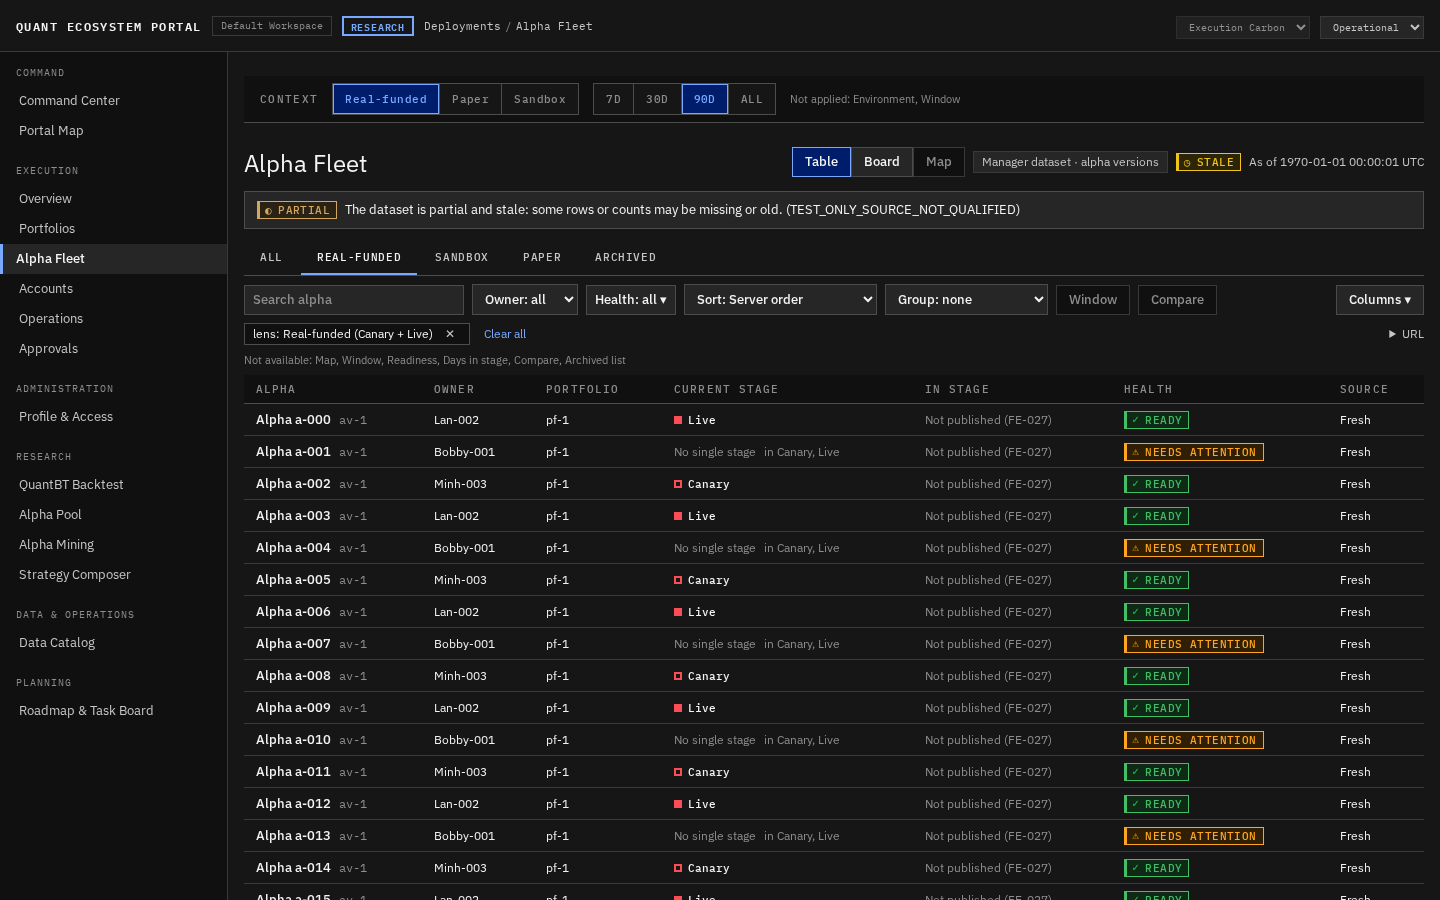 QUANT ECOSYSTEM PORTAL Default Workspace RESEARCH Deployments / Alpha Fleet Execution Carbon Operational
COMMAND
Command Center
Portal Map
EXECUTION
Overview
Portfolios
Alpha Fleet
Accounts
Operations
Approvals
ADMINISTRATION
Profile & Access
RESEARCH
QuantBT Backtest
Alpha Pool
Alpha Mining
Strategy Composer
DATA & OPERATIONS
Data Catalog
PLANNING
Roadmap & Task Board
CONTEXT Real-funded Paper Sandbox 7D 30D 90D ALL Not applied: Environment, Window
Alpha Fleet Table Board Map Manager dataset · alpha versions ◷ STALE As of 1970-01-01 00:00:01 UTC
◐ PARTIAL The dataset is partial and stale: some rows or counts may be missing or old. (TEST_ONLY_SOURCE_NOT_QUALIFIED)
ALL REAL-FUNDED SANDBOX PAPER ARCHIVED
Search alpha Owner: all Health: all ▾ Sort: Server order Group: none Window Compare Columns ▾
lens: Real-funded (Canary + Live) ✕ Clear all ▶ URL
Not available: Map, Window, Readiness, Days in stage, Compare, Archived list
ALPHA OWNER PORTFOLIO CURRENT STAGE IN STAGE HEALTH SOURCE
Alpha a-000 av-1 Lan-002 pf-1 Live Not published (FE-027) ✓ READY Fresh
Alpha a-001 av-1 Bobby-001 pf-1 No single stage in Canary, Live Not published (FE-027) ⚠ NEEDS ATTENTION Fresh
Alpha a-002 av-1 Minh-003 pf-1 Canary Not published (FE-027) ✓ READY Fresh
Alpha a-003 av-1 Lan-002 pf-1 Live Not published (FE-027) ✓ READY Fresh
Alpha a-004 av-1 Bobby-001 pf-1 No single stage in Canary, Live Not published (FE-027) ⚠ NEEDS ATTENTION Fresh
Alpha a-005 av-1 Minh-003 pf-1 Canary Not published (FE-027) ✓ READY Fresh
Alpha a-006 av-1 Lan-002 pf-1 Live Not published (FE-027) ✓ READY Fresh
Alpha a-007 av-1 Bobby-001 pf-1 No single stage in Canary, Live Not published (FE-027) ⚠ NEEDS ATTENTION Fresh
Alpha a-008 av-1 Minh-003 pf-1 Canary Not published (FE-027) ✓ READY Fresh
Alpha a-009 av-1 Lan-002 pf-1 Live Not published (FE-027) ✓ READY Fresh
Alpha a-010 av-1 Bobby-001 pf-1 No single stage in Canary, Live Not published (FE-027) ⚠ NEEDS ATTENTION Fresh
Alpha a-011 av-1 Minh-003 pf-1 Canary Not published (FE-027) ✓ READY Fresh
Alpha a-012 av-1 Lan-002 pf-1 Live Not published (FE-027) ✓ READY Fresh
Alpha a-013 av-1 Bobby-001 pf-1 No single stage in Canary, Live Not published (FE-027) ⚠ NEEDS ATTENTION Fresh
Alpha a-014 av-1 Minh-003 pf-1 Canary Not published (FE-027) ✓ READY Fresh
Alpha a-015 av-1 Lan-002 pf-1 Live Not published (FE-027) ✓ READY Fresh